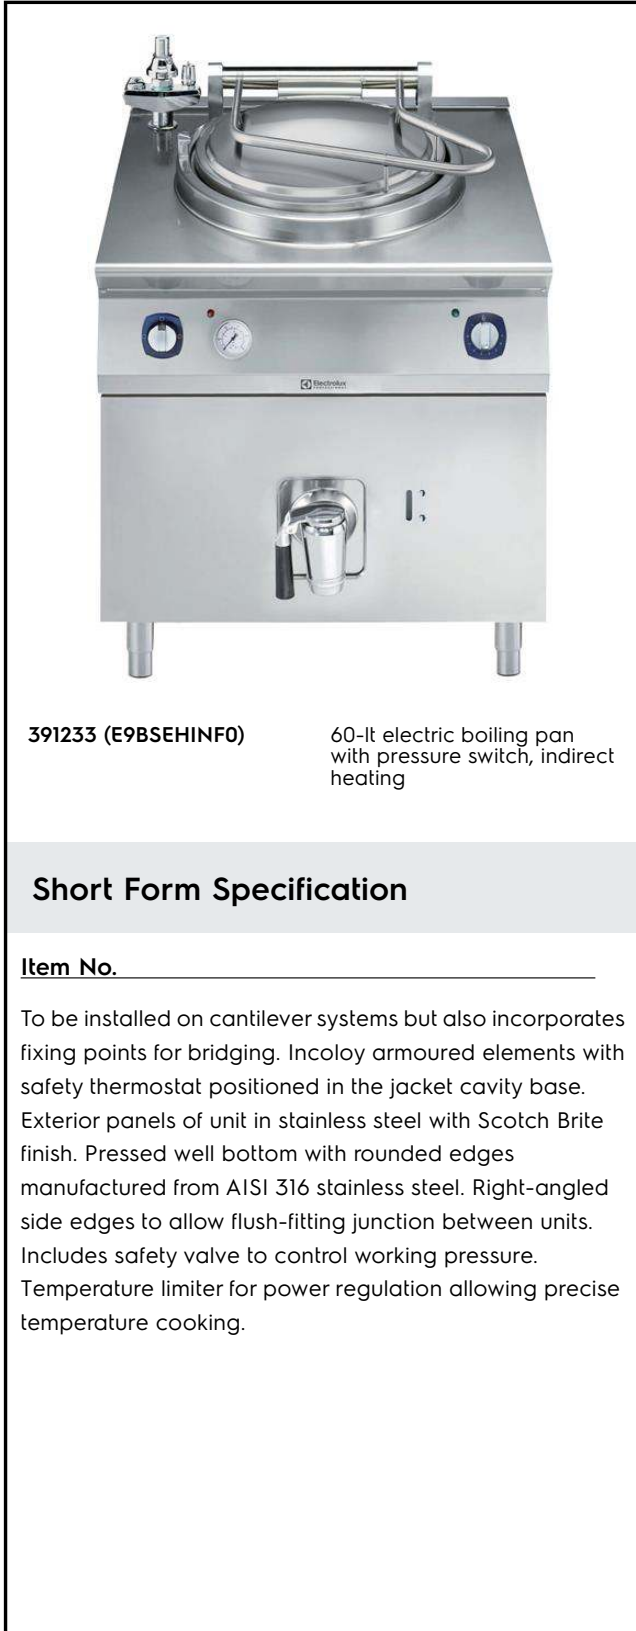 Electrolux
PROFESSIONAL
391233 (E9BSEHINF0)
60-lt electric boiling pan
with pressure switch, indirect
heating
Short Form Specification
Item No.
To be installed on cantilever systems but also incorporates
fixing points for bridging. Incoloy armoured elements with
safety thermostat positioned in the jacket cavity base.
Exterior panels of unit in stainless steel with Scotch Brite
finish. Pressed well bottom with rounded edges
manufactured from AISI 316 stainless steel. Right-angled
side edges to allow flush-fitting junction between units.
Includes safety valve to control working pressure.
Temperature limiter for power regulation allowing precise
temperature cooking.